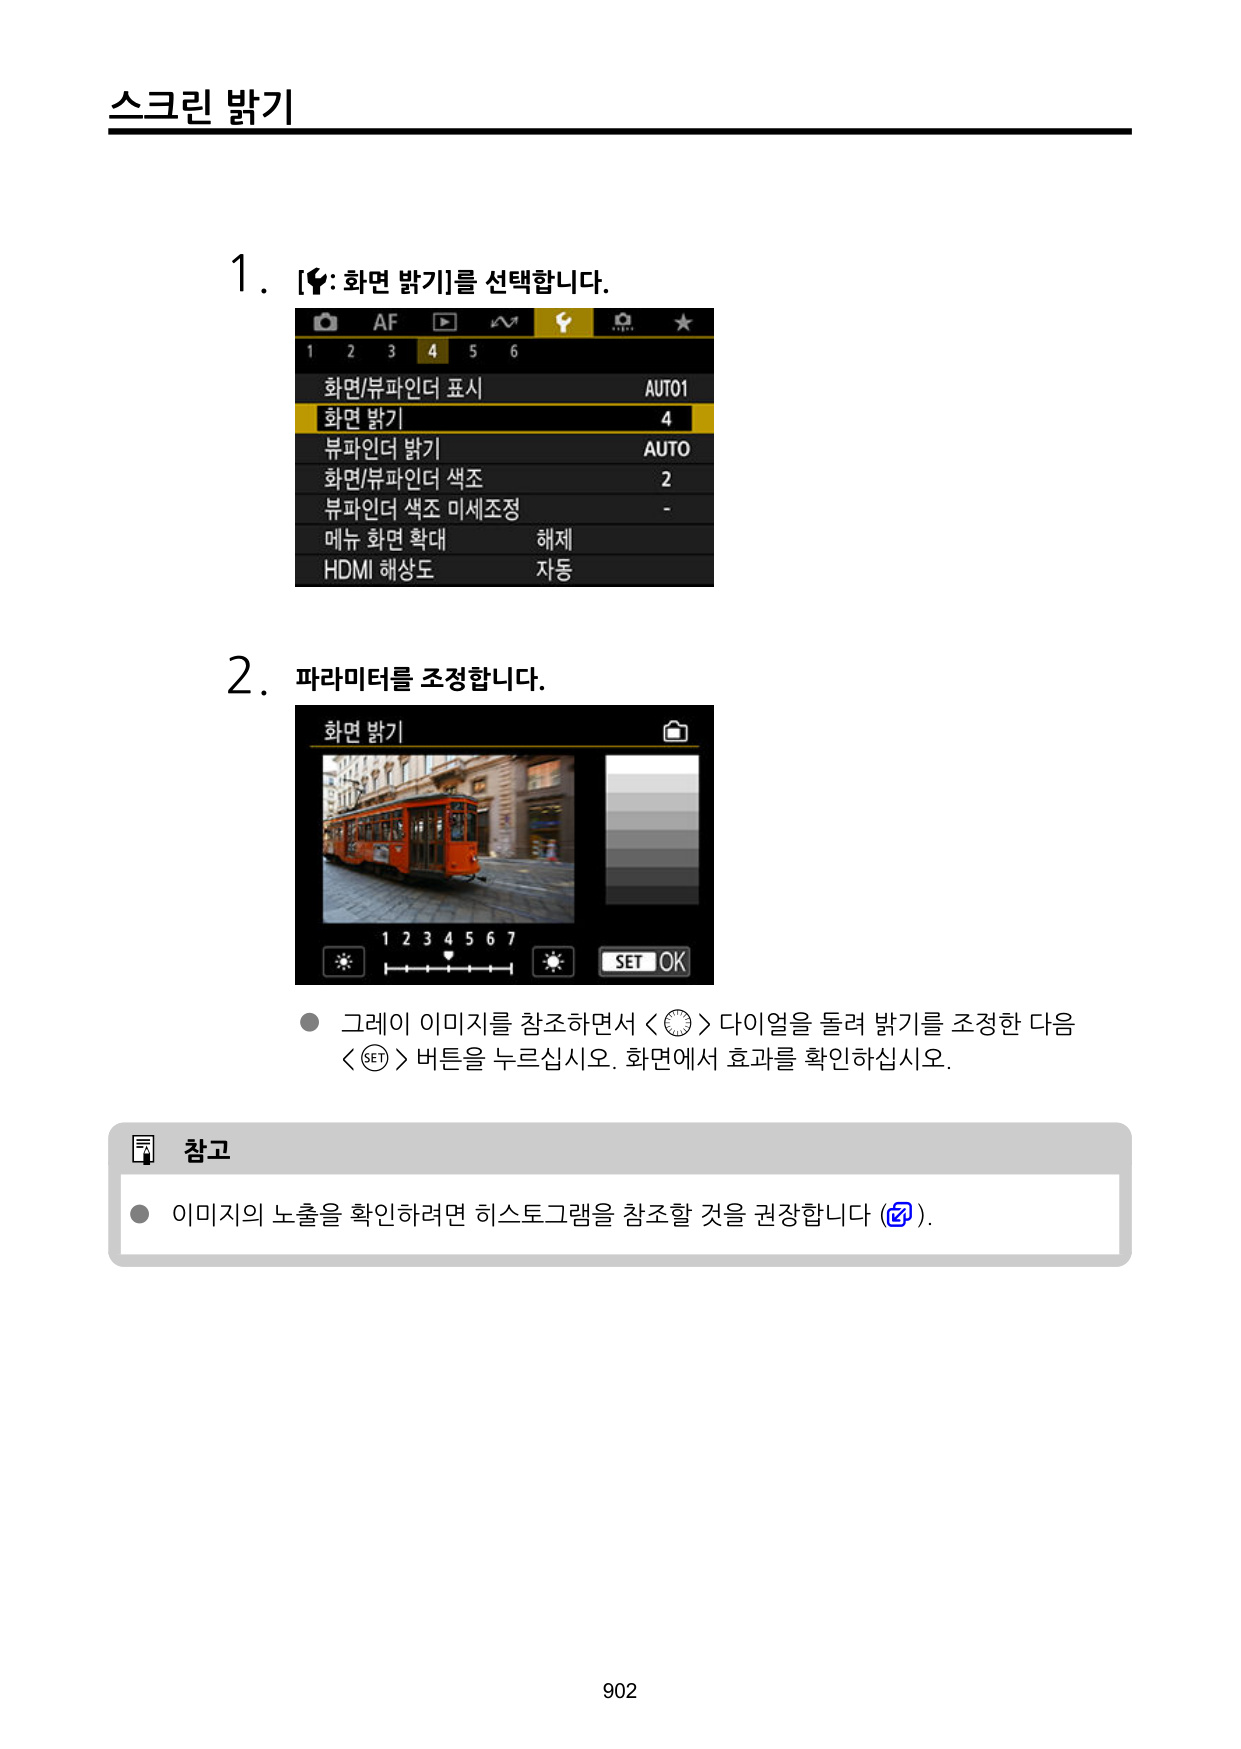 스크린 밝기
1. [: 화면 밝기]를 선택합니다.
AF
1 2 3 4 5 6
화면/뷰파인더 표시 AUTO1
화면 밝기 4
뷰파인더 밝기 AUTO
화면/뷰파인더 색조 2
뷰파인더 색조 미세조정 -
메뉴 화면 확대 해제
HDMI 해상도 자동
2. 파라미터를 조정합니다.
화면 밝기
1 2 3 4 5 6 7
SET OK
● 그레이 이미지를 참조하면서 < > 다이얼을 돌려 밝기를 조정한 다음
< SET > 버튼을 누르십시오. 화면에서 효과를 확인하십시오.
참고
● 이미지의 노출을 확인하려면 히스토그램을 참조할 것을 권장합니다 ( ).
902